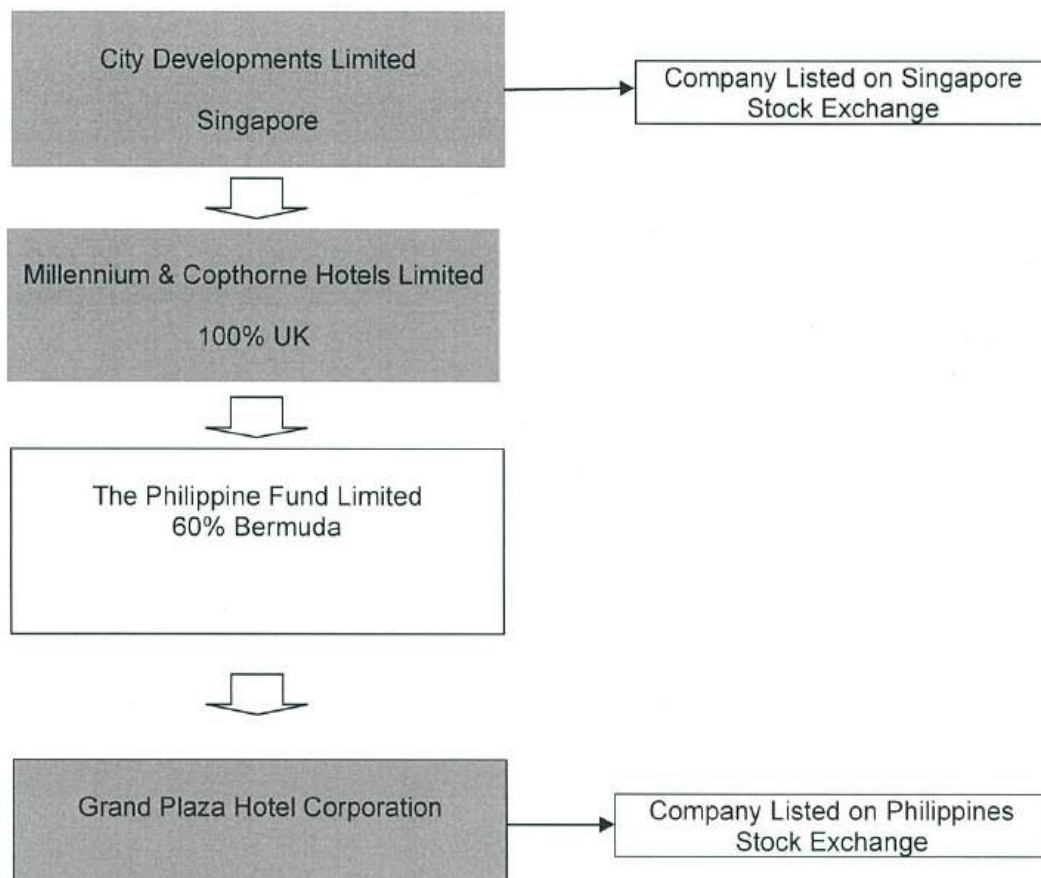 City Developments Limited
Singapore
Company Listed on Singapore
Stock Exchange
Millennium & Copthorne Hotels Limited
100% UK
The Philippine Fund Limited
60% Bermuda
Grand Plaza Hotel Corporation
Company Listed on Philippines
Stock Exchange